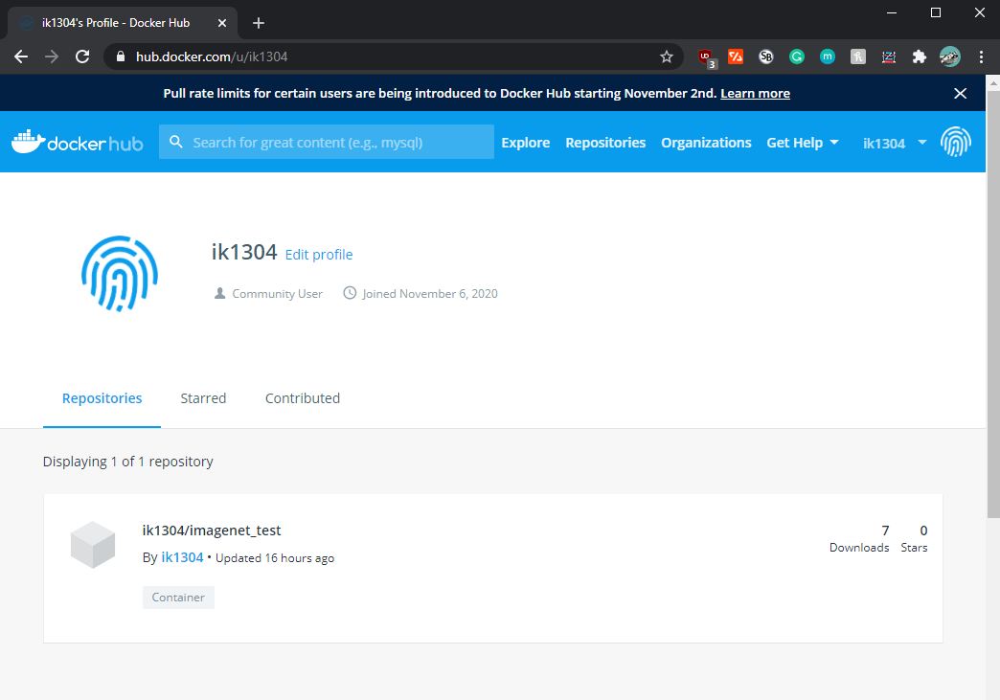 ik1304's Profile - Docker Hub
hub.docker.com/u/ik1304
UD 3 SB G m
Pull rate limits for certain users are being introduced to Docker Hub starting November 2nd. Learn more
docker hub Search for great content (e.g., mysql) Explore Repositories Organizations Get Help ik1304
ik1304 Edit profile
Community User Joined November 6, 2020
Repositories Starred Contributed
Displaying 1 of 1 repository
ik1304/imagenet_test 7 0
Downloads Stars
By ik1304 • Updated 16 hours ago
Container